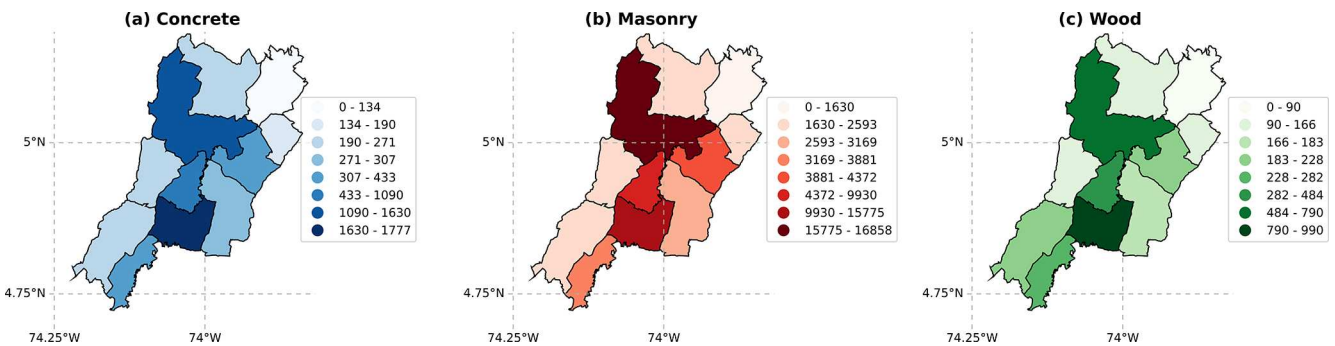 (a) Concrete
0 - 134
134 - 190
190 - 271
271 - 307
307 - 433
433 - 1090
1090 - 1630
1630 - 1777
5°N
4.75°N
74.25°W
74°W
(b) Masonry
0 - 1630
1630 - 2593
2593 - 3169
3169 - 3881
3881 - 4372
4372 - 9930
9930 - 15775
15775 - 16858
5°N
4.75°N
74.25°W
74°W
(c) Wood
0 - 90
90 - 166
166 - 183
183 - 228
228 - 282
282 - 484
484 - 790
790 - 990
5°N
4.75°N
74.25°W
74°W